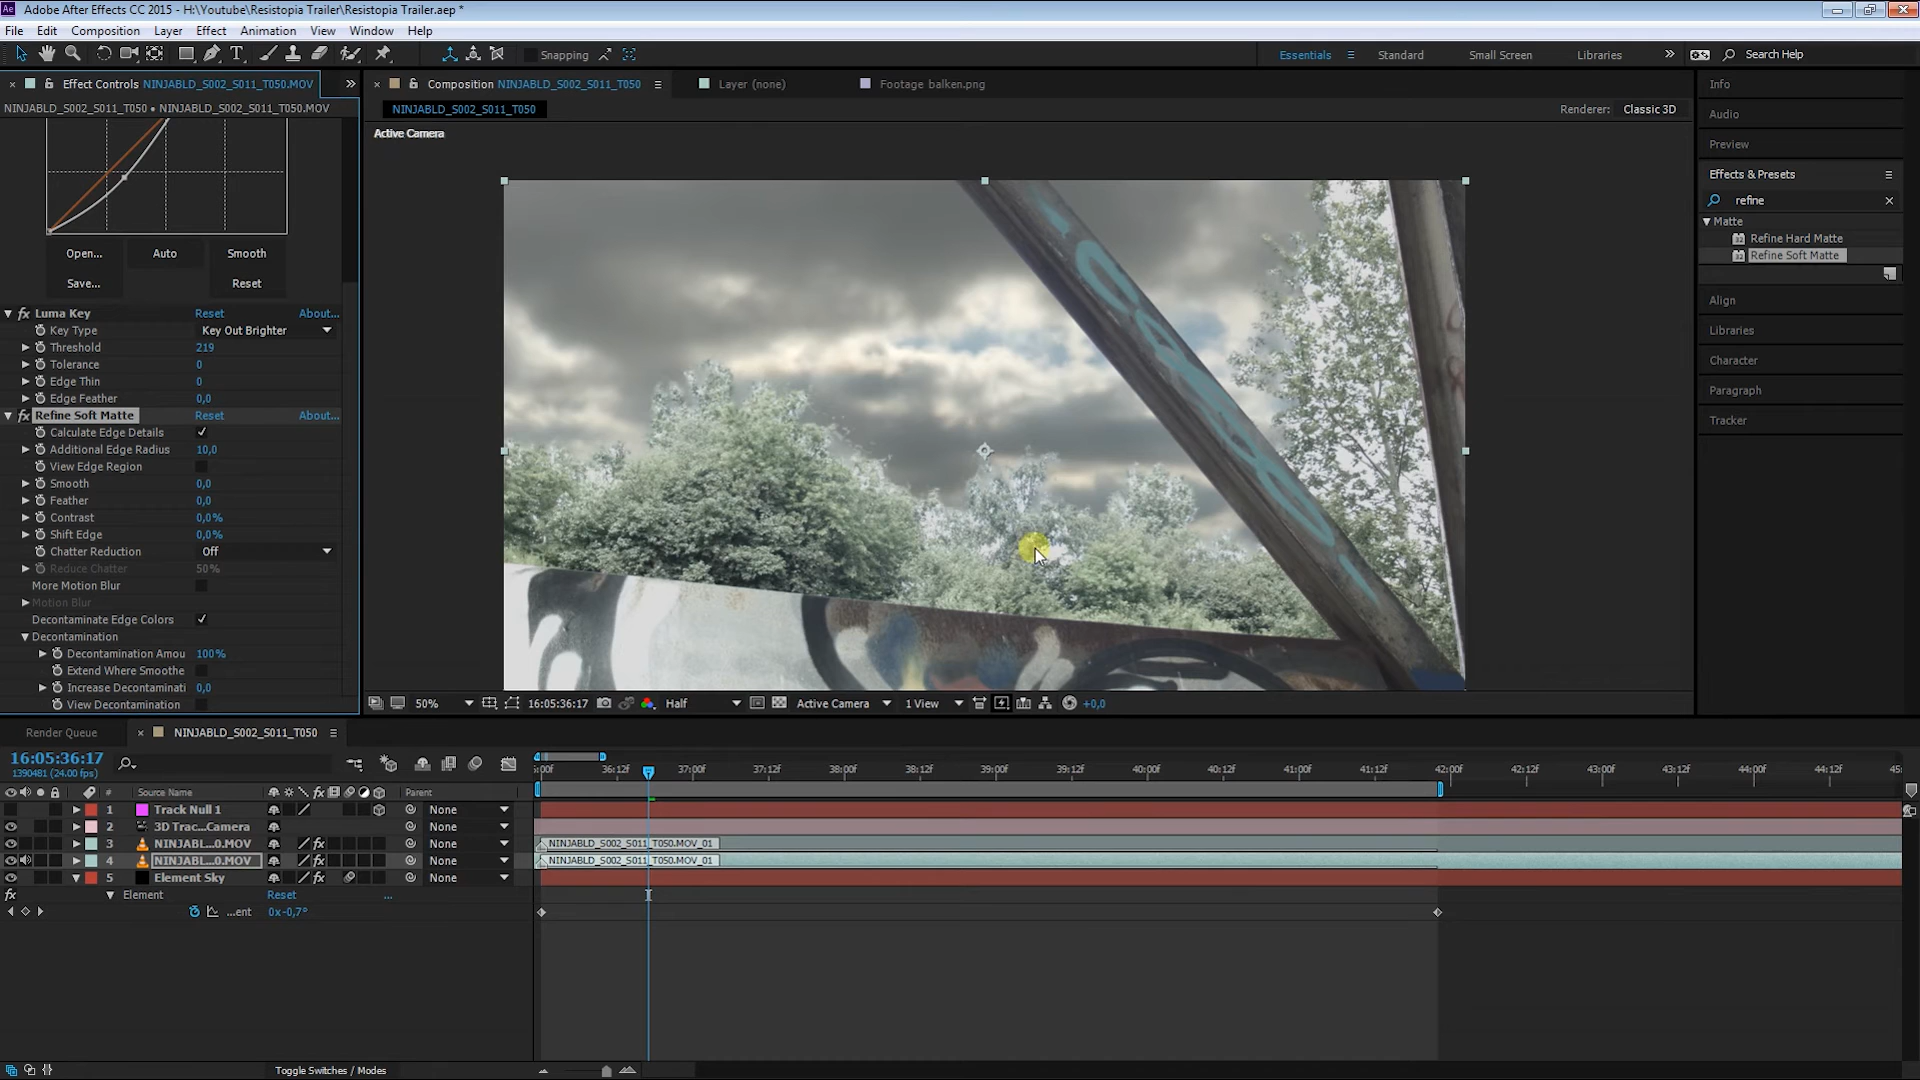 Adobe After Effects CC 2015 - H:\Youtube\Resistopia Trailer\Resistopia Trailer.aep *
File Edit Composition Layer Effect Animation View Window Help
Snapping
Essentials Standard Small Screen Libraries Search Help
Effect Controls NINJABLD_S002_S011_T050.MOV
NINJABLD_S002_S011_T050 • NINJABLD_S002_S011_T050.MOV
Open... Auto Smooth
Save... Reset
Luma Key Reset About...
Key Type Key Out Brighter
Threshold 219
Tolerance 0
Edge Thin 0
Edge Feather 0,0
Refine Soft Matte Reset About...
Calculate Edge Details
Additional Edge Radius 10,0
View Edge Region
Smooth 0,0
Feather 0,0
Contrast 0,0%
Shift Edge 0,0%
Chatter Reduction Off
Reduce Chatter 50%
More Motion Blur
Motion Blur
Decontaminate Edge Colors
Decontamination
Decontamination Amou 100%
Extend Where Smoothe
Increase Decontaminati 0,0
View Decontamination
Composition NINJABLD_S002_S011_T050 Layer (none) Footage balken.png
NINJABLD_S002_S011_T050 Renderer: Classic 3D
Active Camera
50% 16:05:36:17 Half Active Camera 1 View +0,0
Info
Audio
Preview
Effects & Presets
refine
Matte
Refine Hard Matte
Refine Soft Matte
Align
Libraries
Character
Paragraph
Tracker
Render Queue NINJABLD_S002_S011_T050
16:05:36:17
1390481 (24.00 fps)
:00f 36:12f 37:00f 37:12f 38:00f 38:12f 39:00f 39:12f 40:00f 40:12f 41:00f 41:12f 42:00f 42:12f 43:00f 43:12f 44:00f 44:12f 45:
# Source Name Parent
1 Track Null 1 None
2 3D Trac...Camera None
3 NINJABL...0.MOV None NINJABLD_S002_S011_T050.MOV_01
4 NINJABL...0.MOV None NINJABLD_S002_S011_T050.MOV_01
5 Element Sky None
Element Reset ...
...ent 0x-0,7°
Toggle Switches / Modes